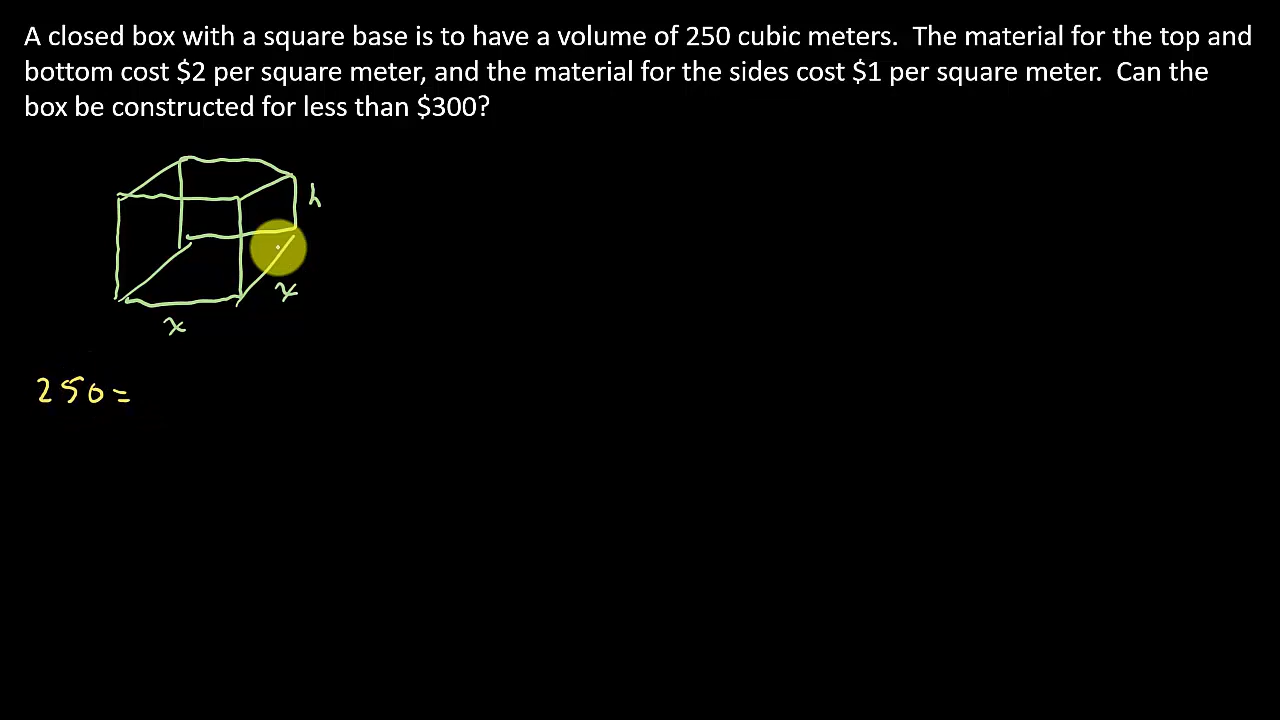 A closed box with a square base is to have a volume of 250 cubic meters.  The material for the top and
bottom cost $2 per square meter, and the material for the sides cost $1 per square meter.  Can the
box be constructed for less than $300?
h
x
x
250=